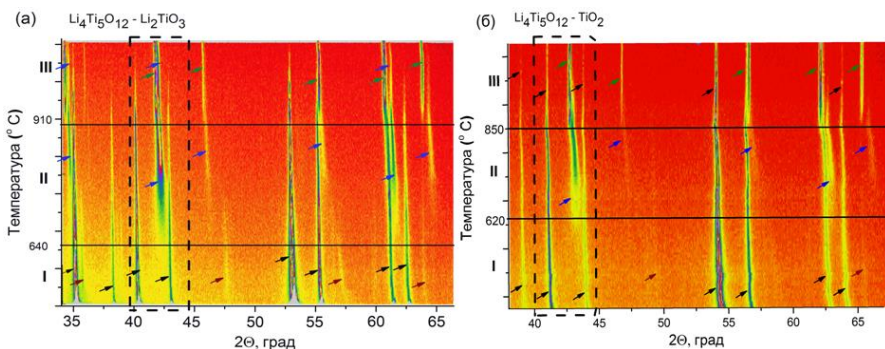 (а)
Li4Ti5O12 - Li2TiO3
Температура (° C)
III
910
II
640
I
35 40 45 50 55 60 65
2Θ, град
(б)
Li4Ti5O12 - TiO2
Температура (° C)
III
850
II
620
I
40 45 50 55 60 65
2Θ, град